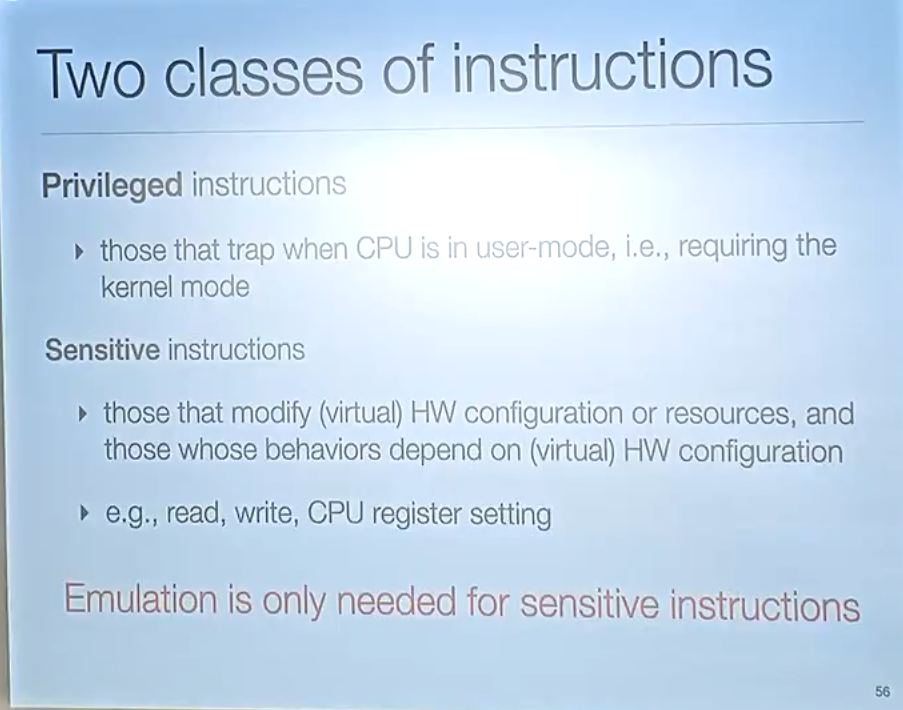 Two classes of instructions
Privileged instructions
‣ those that trap when CPU is in user-mode, i.e., requiring the
kernel mode
Sensitive instructions
‣ those that modify (virtual) HW configuration or resources, and
those whose behaviors depend on (virtual) HW configuration
‣ e.g., read, write, CPU register setting
Emulation is only needed for sensitive instructions
56